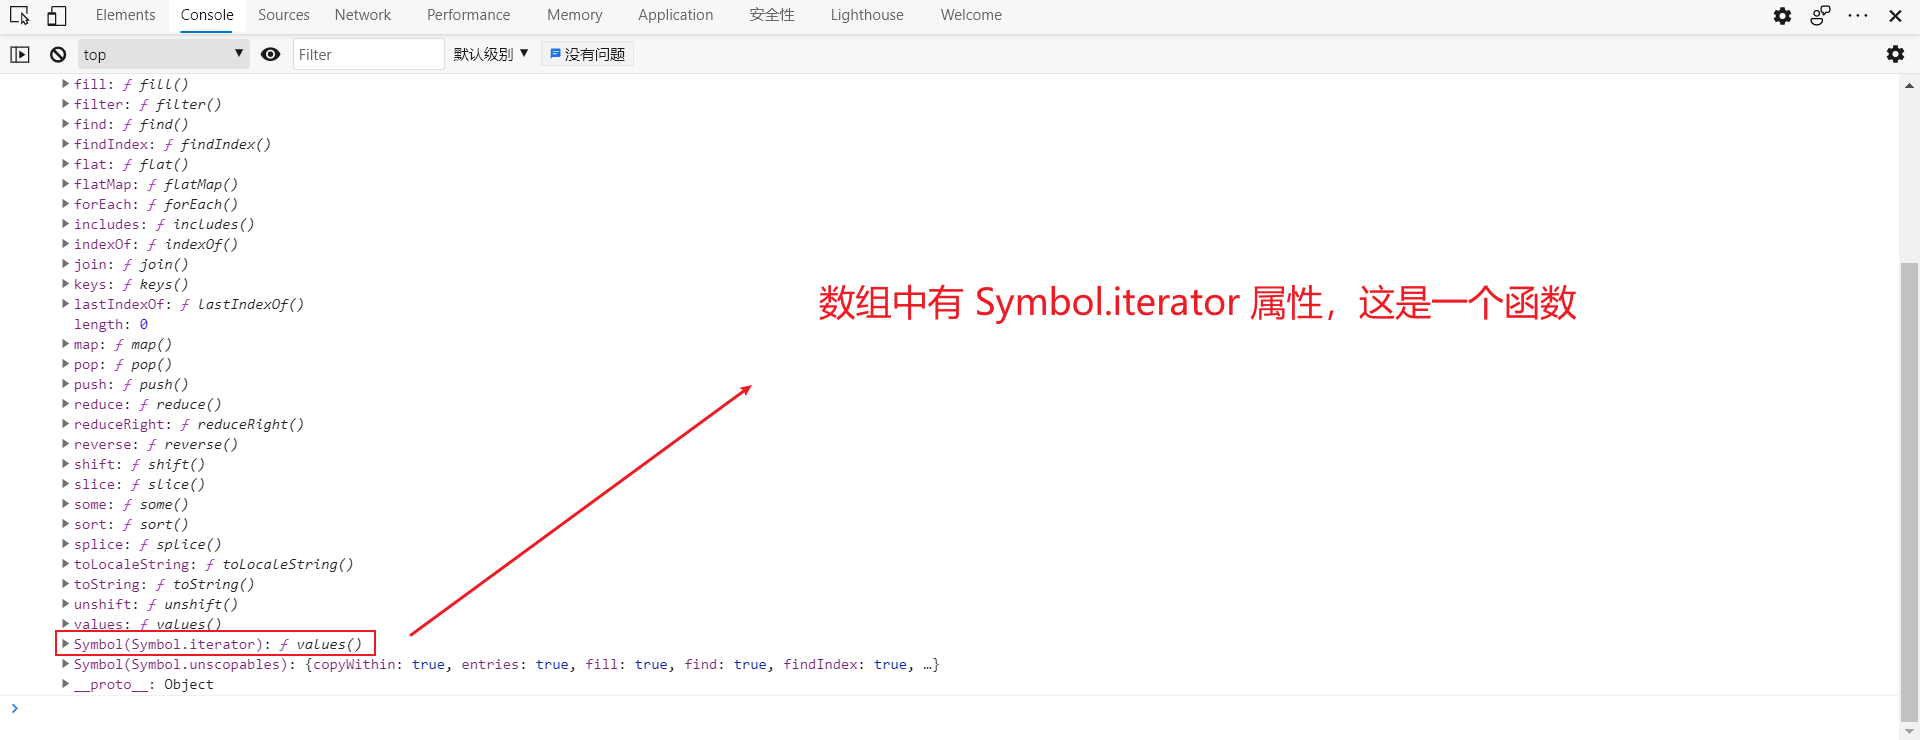 Elements Console Sources Network Performance Memory Application 安全性 Lighthouse Welcome
top Filter 默认级别 没有问题
fill: ƒ fill()
filter: ƒ filter()
find: ƒ find()
findIndex: ƒ findIndex()
flat: ƒ flat()
flatMap: ƒ flatMap()
forEach: ƒ forEach()
includes: ƒ includes()
indexOf: ƒ indexOf()
join: ƒ join()
keys: ƒ keys()
lastIndexOf: ƒ lastIndexOf()
数组中有 Symbol.iterator 属性，这是一个函数
length: 0
map: ƒ map()
pop: ƒ pop()
push: ƒ push()
reduce: ƒ reduce()
reduceRight: ƒ reduceRight()
reverse: ƒ reverse()
shift: ƒ shift()
slice: ƒ slice()
some: ƒ some()
sort: ƒ sort()
splice: ƒ splice()
toLocaleString: ƒ toLocaleString()
toString: ƒ toString()
unshift: ƒ unshift()
values: ƒ values()
Symbol(Symbol.iterator): ƒ values()
Symbol(Symbol.unscopables): {copyWithin: true, entries: true, fill: true, find: true, findIndex: true, …}
__proto__: Object